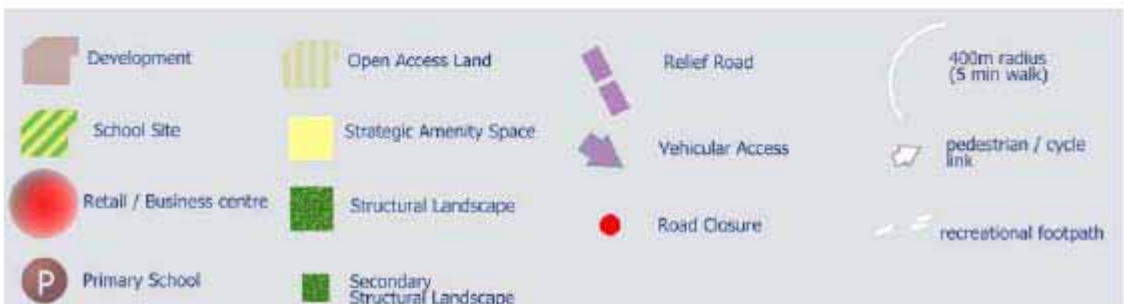 Development
School Site
Retail / Business centre
P
Primary School
Open Access Land
Strategic Amenity Space
Structural Landscape
Secondary
Structural Landscape
Relief Road
Vehicular Access
Road Closure
400m radius
(5 min walk)
pedestrian / cycle
link
recreational footpath